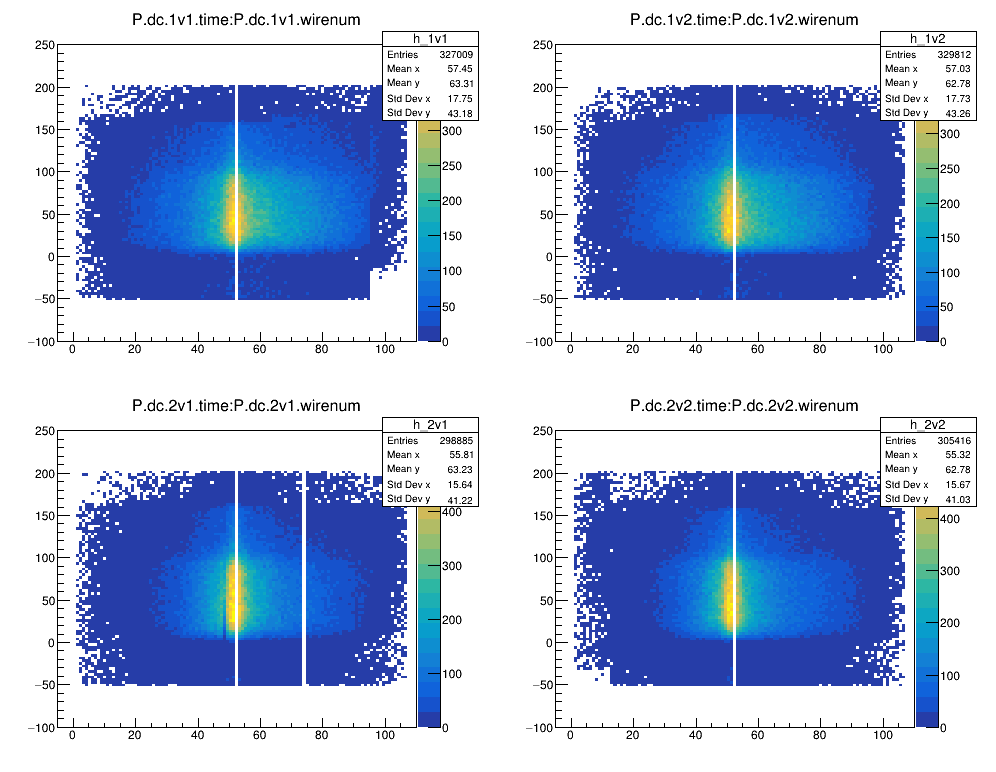 P.dc.1v1.time:P.dc.1v1.wirenum
h_1v1
Entries 327009
Mean x 57.45
Mean y 63.31
Std Dev x 17.75
Std Dev y 43.18
250
200
150
100
50
0
−50
−100
0 20 40 60 80 100
300
250
200
150
100
50
0
P.dc.1v2.time:P.dc.1v2.wirenum
h_1v2
Entries 329812
Mean x 57.03
Mean y 62.78
Std Dev x 17.73
Std Dev y 43.26
250
200
150
100
50
0
−50
−100
0 20 40 60 80 100
300
250
200
150
100
50
0
P.dc.2v1.time:P.dc.2v1.wirenum
h_2v1
Entries 298885
Mean x 55.81
Mean y 63.23
Std Dev x 15.64
Std Dev y 41.22
250
200
150
100
50
0
−50
−100
0 20 40 60 80 100
400
300
200
100
0
P.dc.2v2.time:P.dc.2v2.wirenum
h_2v2
Entries 305416
Mean x 55.32
Mean y 62.78
Std Dev x 15.67
Std Dev y 41.03
250
200
150
100
50
0
−50
−100
0 20 40 60 80 100
400
300
200
100
0